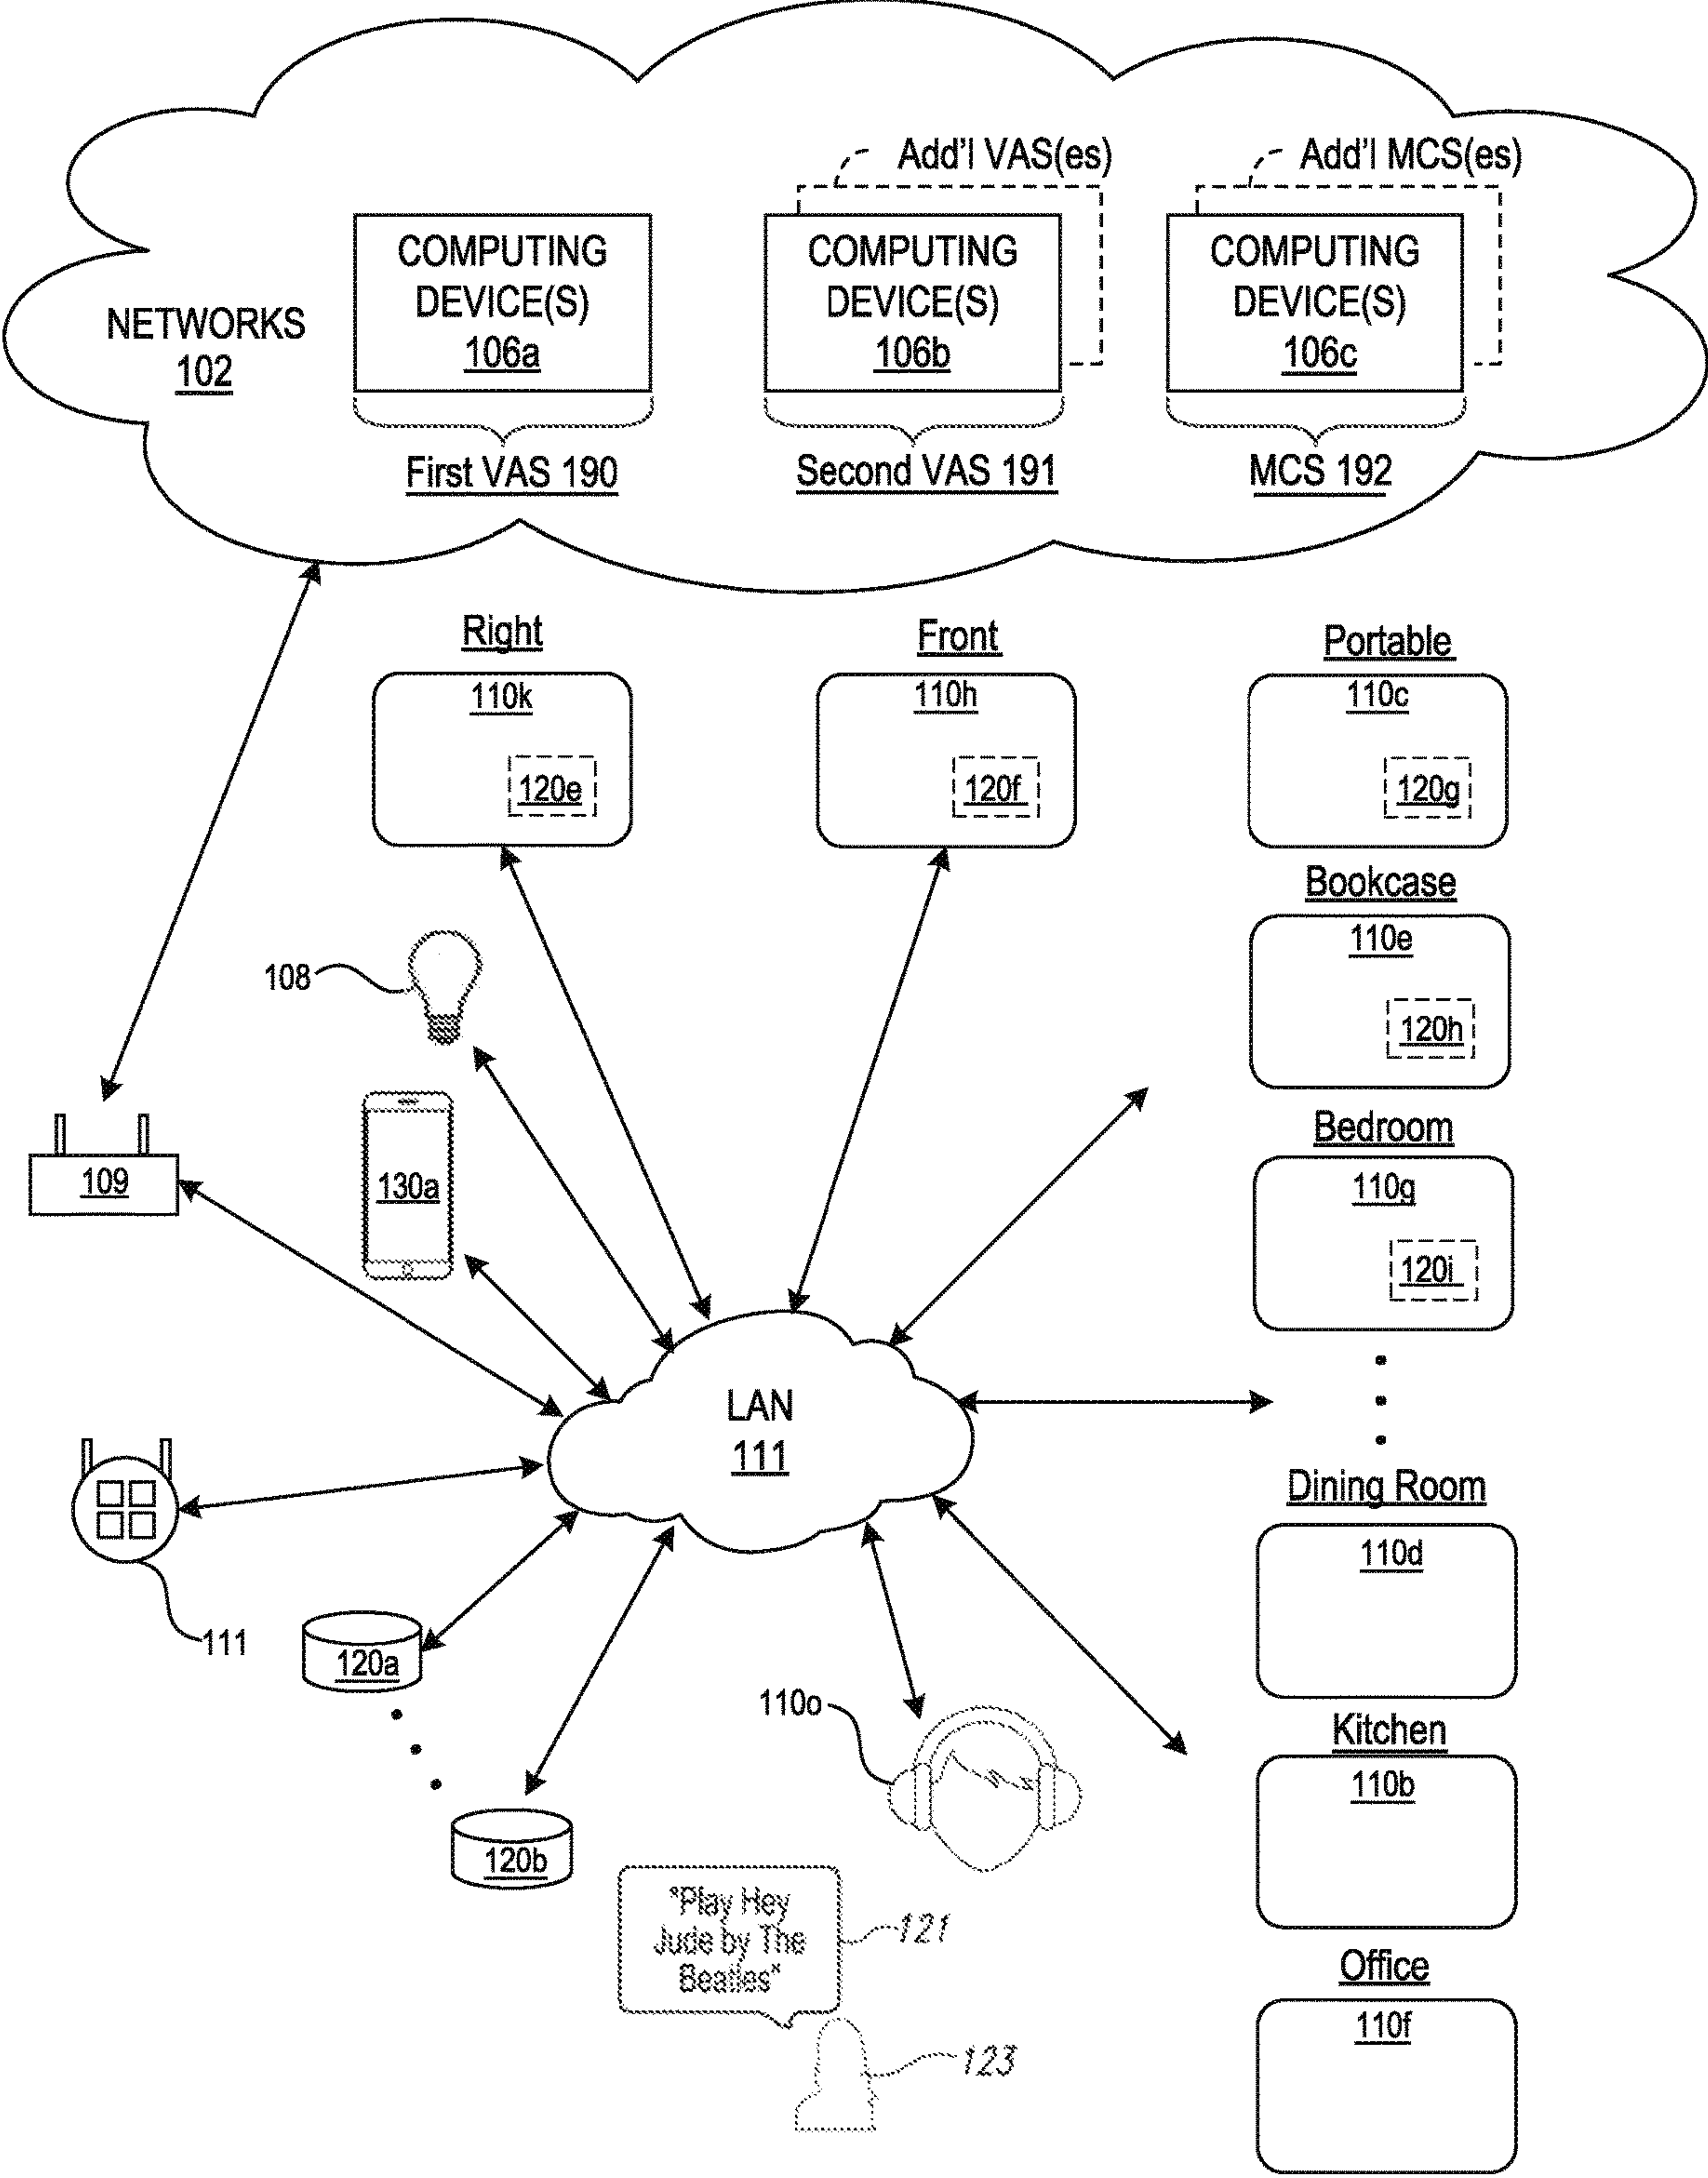 Add'l VAS(es)
Add'l MCS(es)
COMPUTING
DEVICE(S)
106a
COMPUTING
DEVICE(S)
106b
COMPUTING
DEVICE(S)
106c
NETWORKS
102
First VAS 190
Second VAS 191
MCS 192
Right
110k
120e
Front
110h
120f
Portable
110c
120g
Bookcase
110e
120h
Bedroom
110g
120i
108
130a
109
LAN
111
111
120a
120b
110o
Dining Room
110d
Kitchen
110b
Office
110f
"Play Hey
Jude by The
Beatles"
121
123